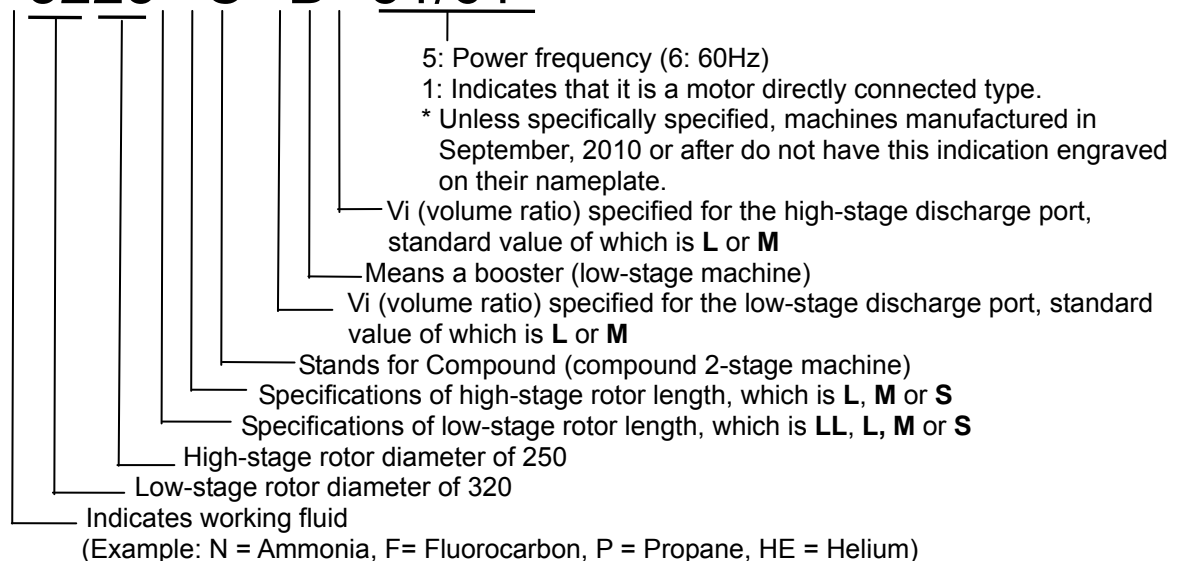 5: Power frequency (6: 60Hz)
1: Indicates that it is a motor directly connected type.
* Unless specifically specified, machines manufactured in
September, 2010 or after do not have this indication engraved
on their nameplate.
Vi (volume ratio) specified for the high-stage discharge port,
standard value of which is L or M
Means a booster (low-stage machine)
Vi (volume ratio) specified for the low-stage discharge port, standard
value of which is L or M
Stands for Compound (compound 2-stage machine)
Specifications of high-stage rotor length, which is L, M or S
Specifications of low-stage rotor length, which is LL, L, M or S
High-stage rotor diameter of 250
Low-stage rotor diameter of 320
Indicates working fluid
(Example: N = Ammonia, F= Fluorocarbon, P = Propane, HE = Helium)